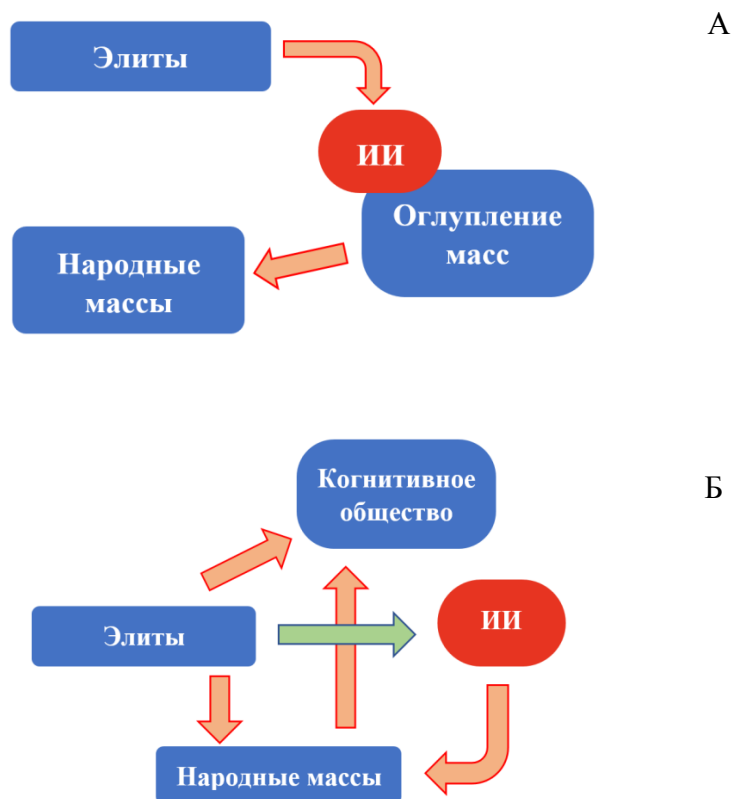 А
Элиты
ИИ
Оглупление
масс
Народные
массы
Когнитивное
общество
Б
Элиты
ИИ
Народные массы